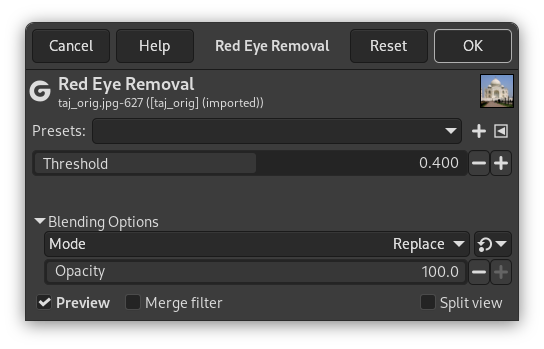 Cancel Help Red Eye Removal Reset OK
Red Eye Removal
taj_orig.jpg-627 ([taj_orig] (imported))
Presets:
Threshold 0.400
Blending Options
Mode Replace
Opacity 100.0
Preview Merge filter Split view